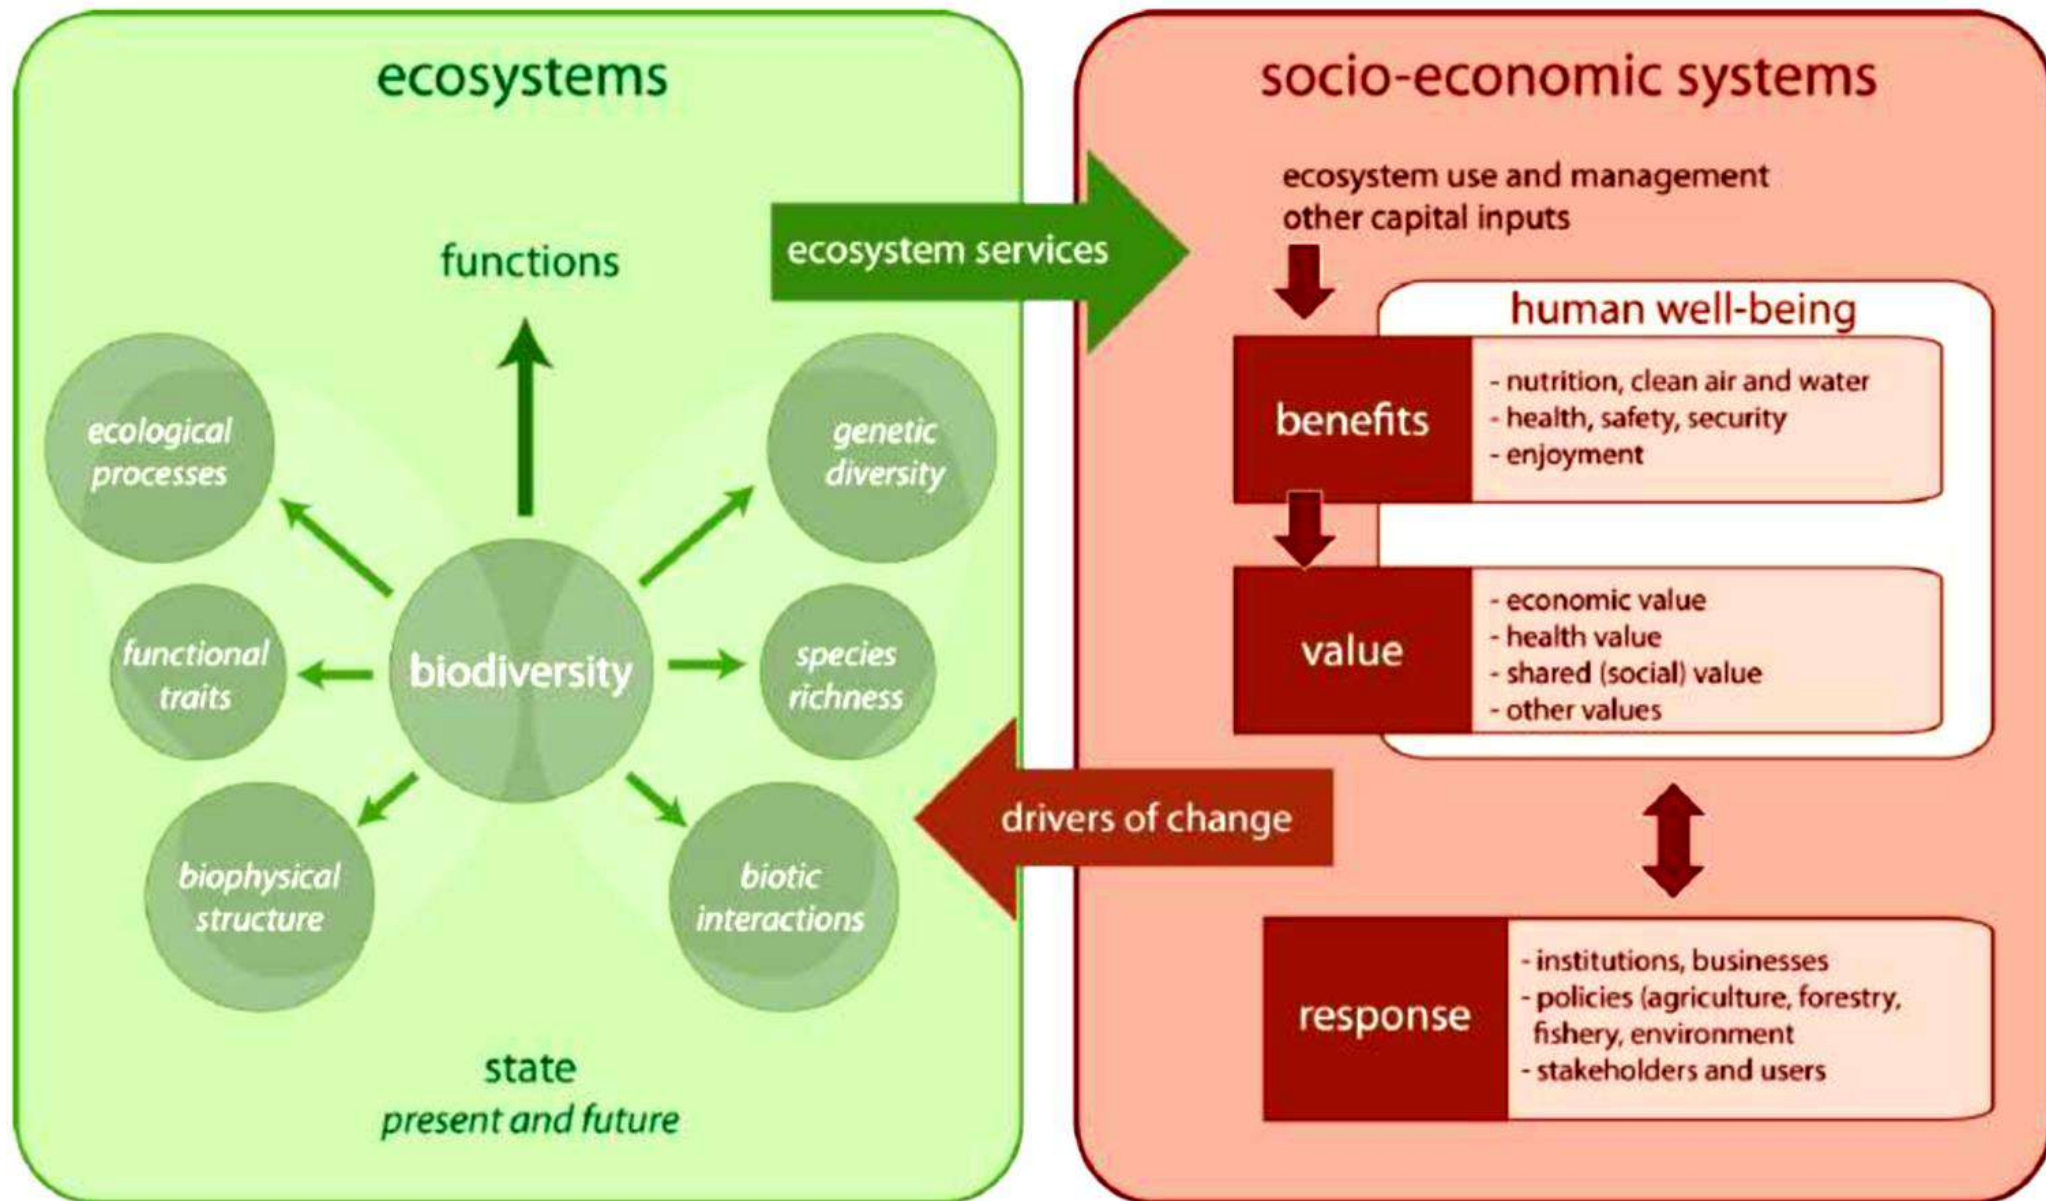 ecosystems
functions
ecosystem services
ecological
processes
genetic
diversity
functional
traits
biodiversity
species
richness
biophysical
structure
biotic
interactions
state
present and future
socio-economic systems
ecosystem use and management
other capital inputs
human well-being
benefits
- nutrition, clean air and water
- health, safety, security
- enjoyment
value
- economic value
- health value
- shared (social) value
- other values
drivers of change
response
- institutions, businesses
- policies (agriculture, forestry,
fishery, environment
- stakeholders and users